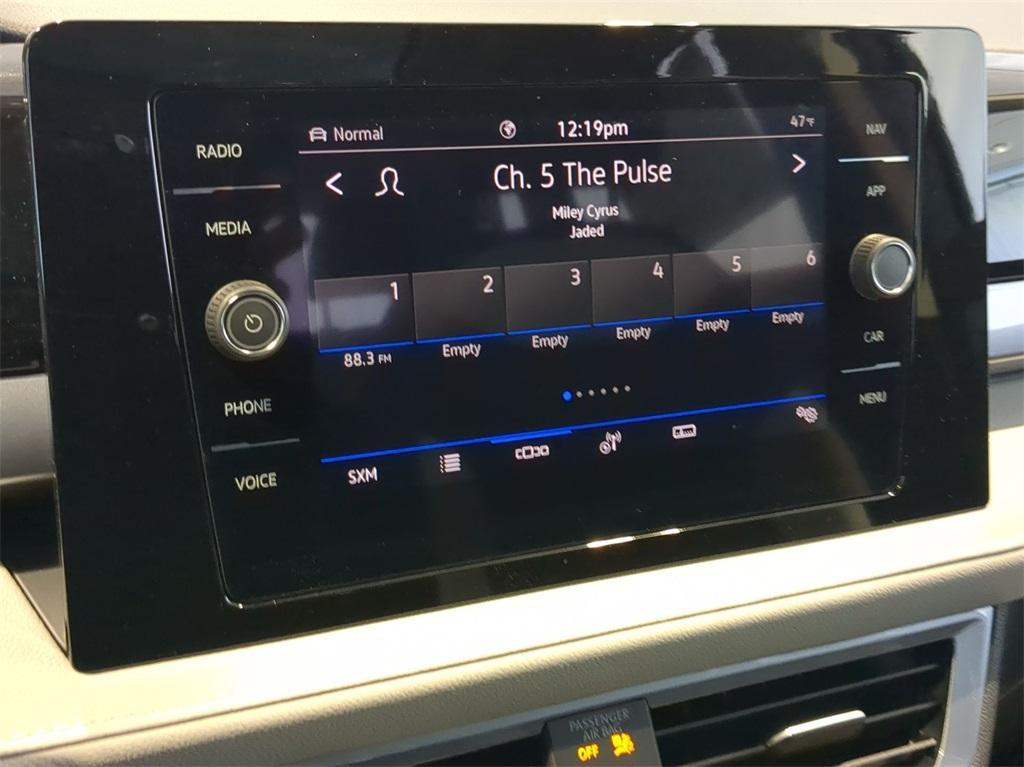 RADIO
MEDIA
PHONE
VOICE
Normal
12:19pm
47°F
Ch. 5 The Pulse
Miley Cyrus
Jaded
1 2 3 4 5 6
88.3 FM Empty Empty Empty Empty Empty
SXM
NAV
APP
CAR
MENU
PASSENGER
AIR BAG
OFF